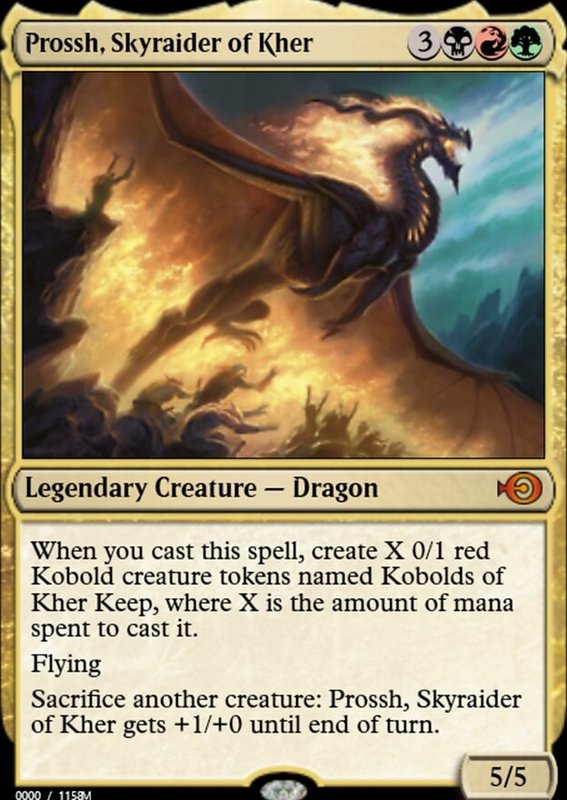 Prossh, Skyraider of Kher 3
Legendary Creature — Dragon
When you cast this spell, create X 0/1 red
Kobold creature tokens named Kobolds of
Kher Keep, where X is the amount of mana
spent to cast it.
Flying
Sacrifice another creature: Prossh, Skyraider
of Kher gets +1/+0 until end of turn.
5/5
0000 / 1158M